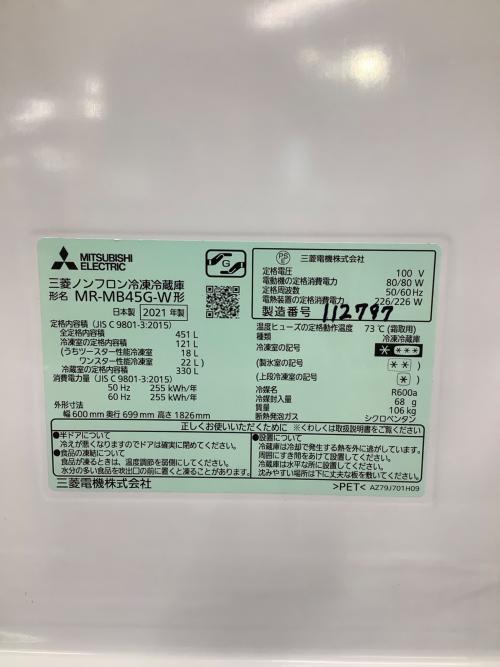 MITSUBISHI
ELECTRIC
G
三菱ノンフロン冷凍冷蔵庫
形名 MR-MB45G-W形
日本製 2021 年製
定格内容積 (JIS C 9801-3:2015)
全定格内容積 451 L
冷凍室の定格内容積 121 L
(うちツースター性能冷凍室 18 L
ワンスター性能冷凍室 22 L)
冷蔵室の定格内容積 330 L
消費電力量 (JIS C 9801-3:2015)
50 Hz 255 kWh/年
60 Hz 255 kWh/年
外形寸法
幅 600 mm 奥行 699 mm 高さ 1826mm
PS
E
三菱電機株式会社
定格電圧 100 V
電動機の定格消費電力 80/80 W
定格周波数 50/60 Hz
電熱装置の定格消費電力 226/226 W
製造番号 112797
温度ヒューズの定格動作温度 73 ℃ (霜取用)
種類 冷凍冷蔵庫
冷凍室の記号 * ***
(製氷室の記号 **)
(上段冷凍室の記号 *)
冷媒名 R600a
冷媒封入量 68 g
質量 106 kg
断熱発泡ガス シクロペンタン
正しくお使いいただくために ※くわしくは取扱説明書をご覧ください
●半ドアについて
冷えが悪くなりますのでドアは確実に閉めてください。
●食品の凍結について
食品が凍るときは、温度調節を弱側にしてください。
水分の多い食品を吹出口の前に置くと凍ることがあります。
●設置について
冷蔵庫は冷却で発生する熱を外に逃がしています。
周囲にすき間をあけて設置してください。
冷蔵庫は水平な所に設置してください。
沈みやすい場所は下に丈夫な板を敷いてください。
三菱電機株式会社
>PET< AZ79J701H09